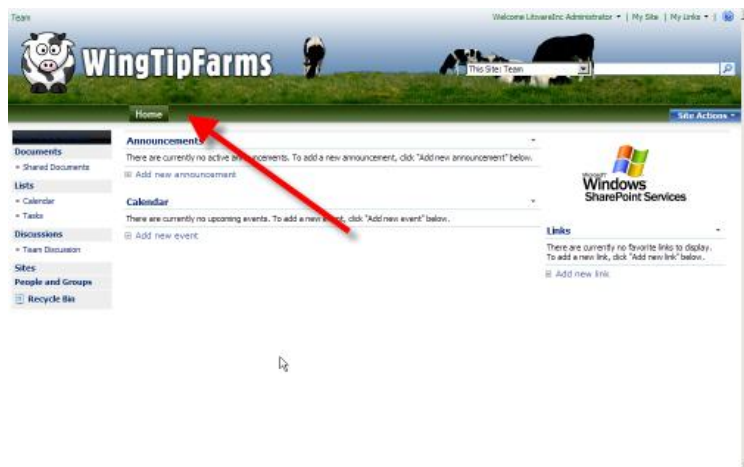 Team
Welcome LitwareInc Administrator | My Site | My Links
WingTipFarms
This Site: Team
Home
Site Actions
Documents
Shared Documents
Lists
Calendar
Tasks
Discussions
Team Discussion
Sites
People and Groups
Recycle Bin
Announcements
There are currently no active announcements. To add a new announcement, click "Add new announcement" below.
Add new announcement
Calendar
There are currently no upcoming events. To add a new event, click "Add new event" below.
Add new event
Microsoft
Windows
SharePoint Services
Links
There are currently no favorite links to display.
To add a new link, click "Add new link" below.
Add new link